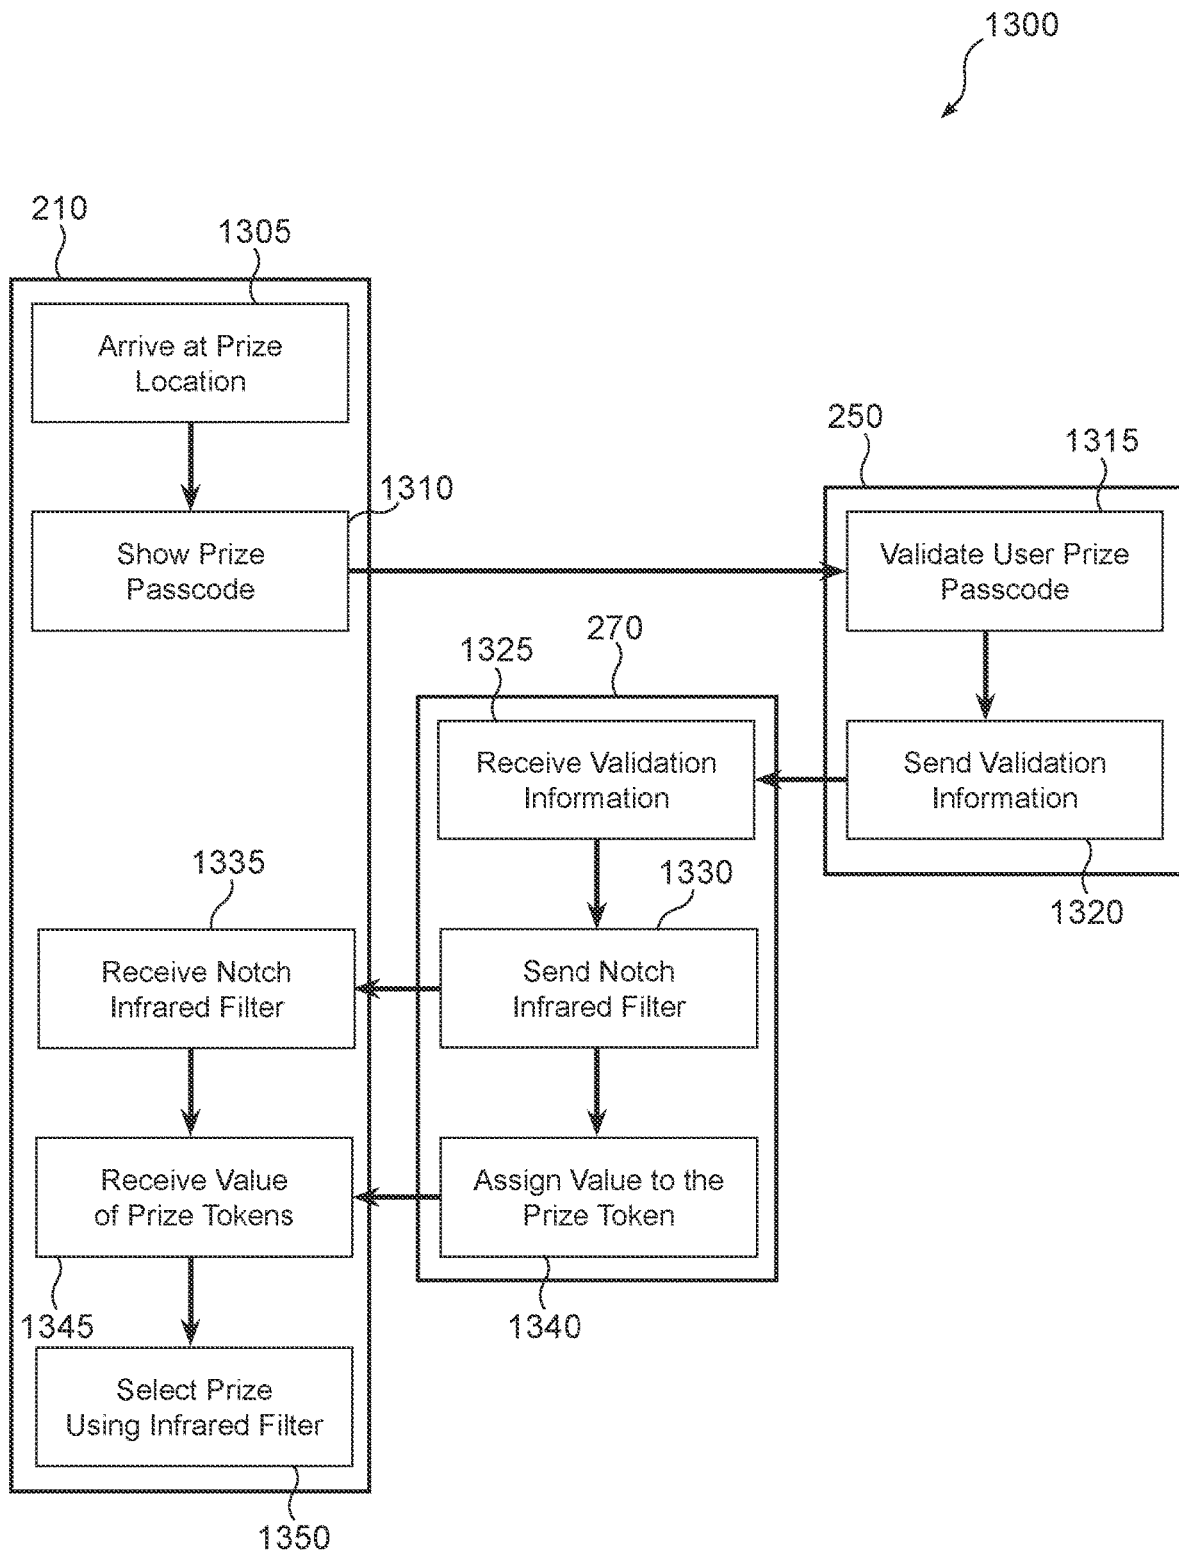 1300
210
1305
Arrive at Prize
Location
250
1315
1310
Show Prize
Passcode
Validate User Prize
Passcode
270
1325
Receive Validation
Information
Send Validation
Information
1335
1330
1320
Receive Notch
Infrared Filter
Send Notch
Infrared Filter
Receive Value
of Prize Tokens
Assign Value to the
Prize Token
1345
1340
Select Prize
Using Infrared Filter
1350